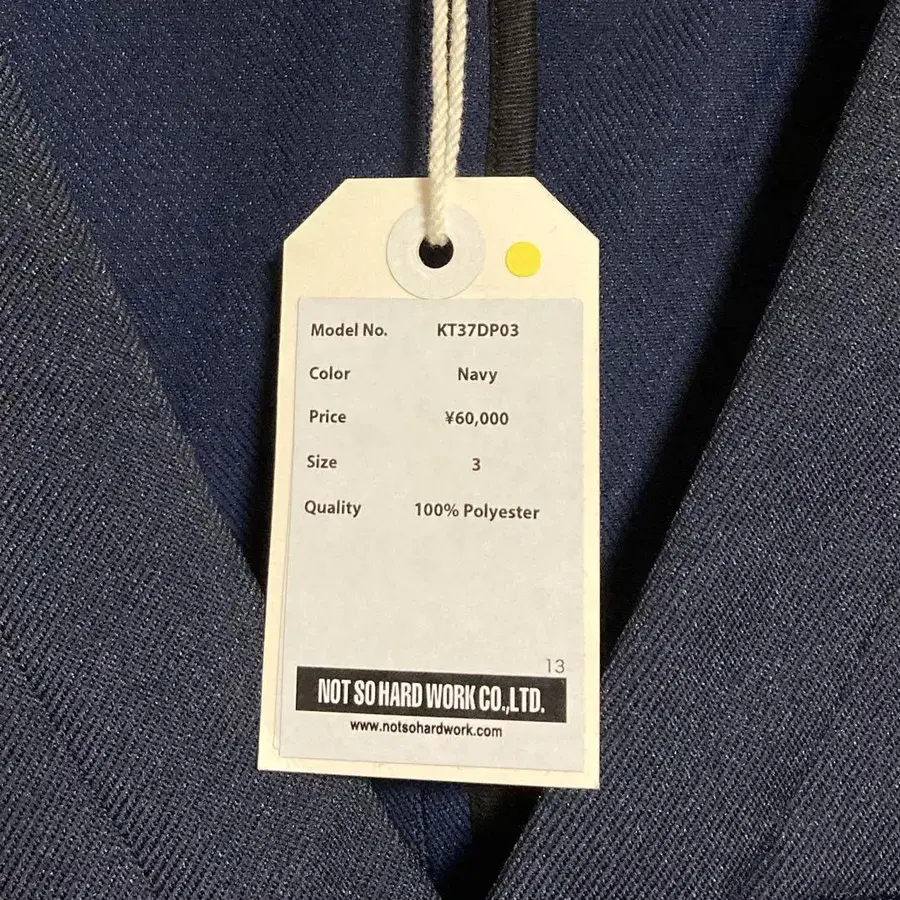 Model No. KT37DP03
Color Navy
Price ¥60,000
Size 3
Quality 100% Polyester
13
NOT SO HARD WORK CO.,LTD.
www.notsohardwork.com